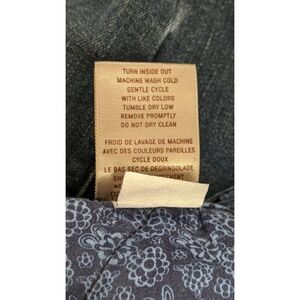 TURN INSIDE OUT
MACHINE WASH COLD
GENTLE CYCLE
WITH LIKE COLORS
TUMBLE DRY LOW
REMOVE PROMPTLY
DO NOT DRY CLEAN
FROID DE LAVAGE DE MACHINE
AVEC DES COULEURS PAREILLES
CYCLE DOUX
LE BAS SEC DE DEGRINGOLADE